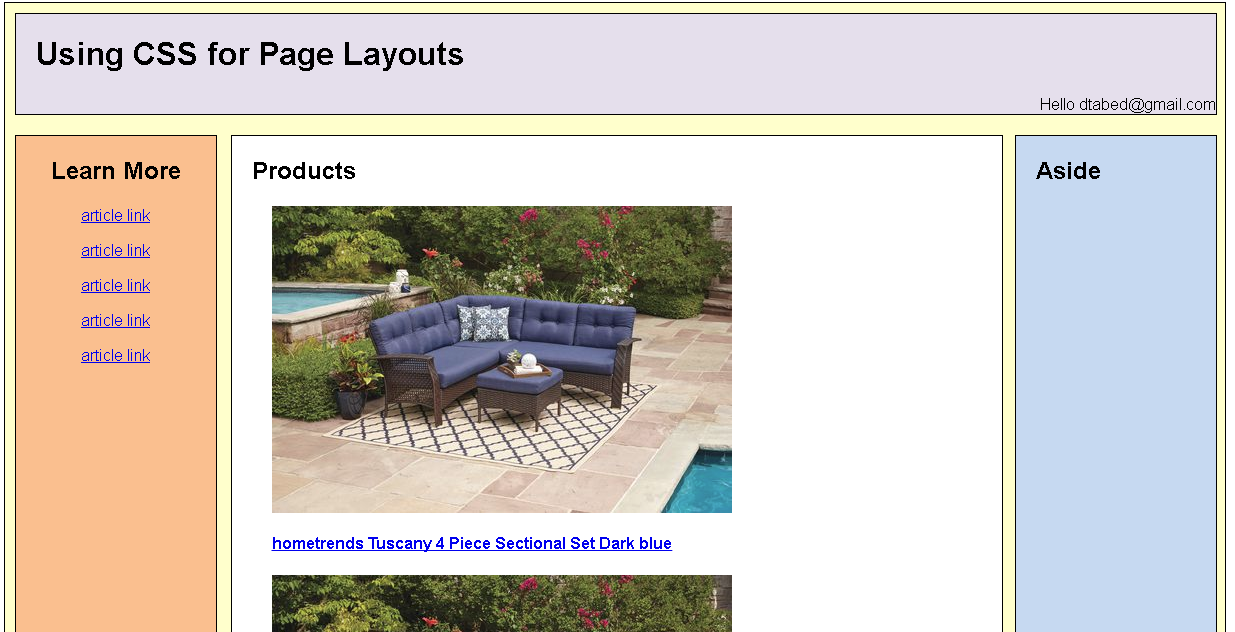 Using CSS for Page Layouts
Hello dtabed@gmail.com
Learn More
article link
article link
article link
article link
article link
Products
hometrends Tuscany 4 Piece Sectional Set Dark blue
Aside